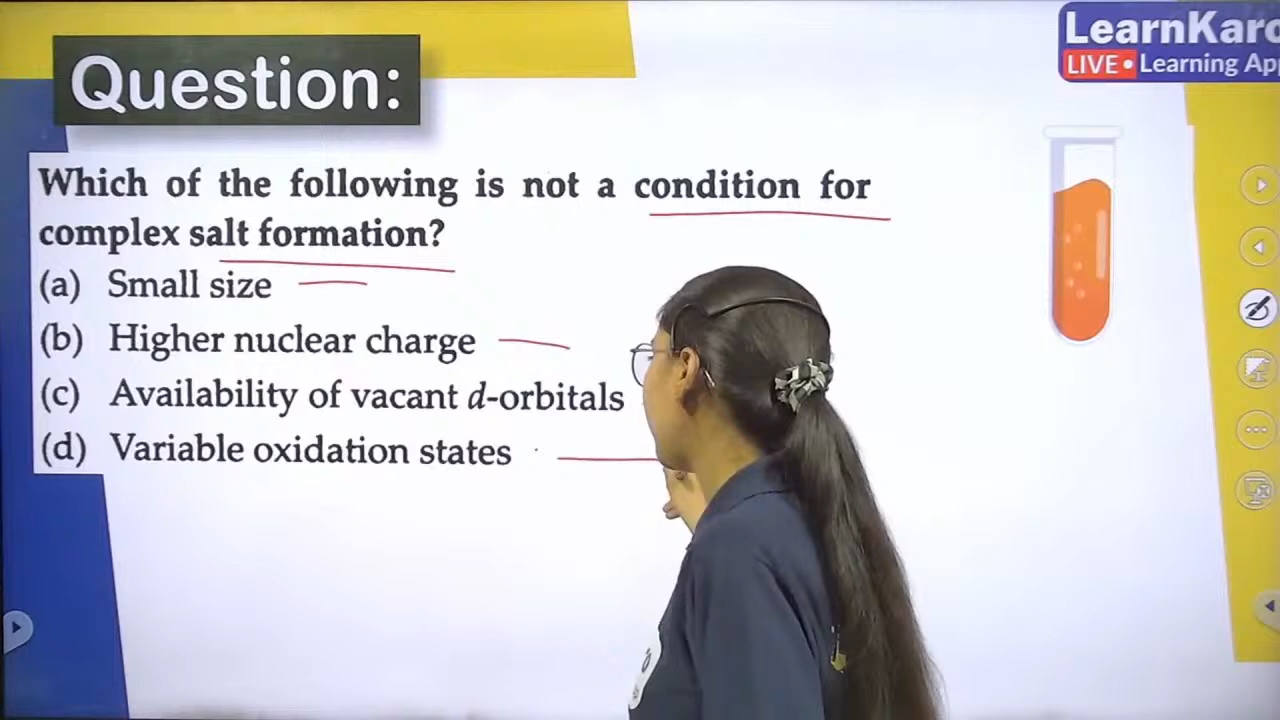 Question:
LearnKaro
LIVE • Learning App
Which of the following is not a condition for
complex salt formation?
(a) Small size
(b) Higher nuclear charge
(c) Availability of vacant d-orbitals
(d) Variable oxidation states